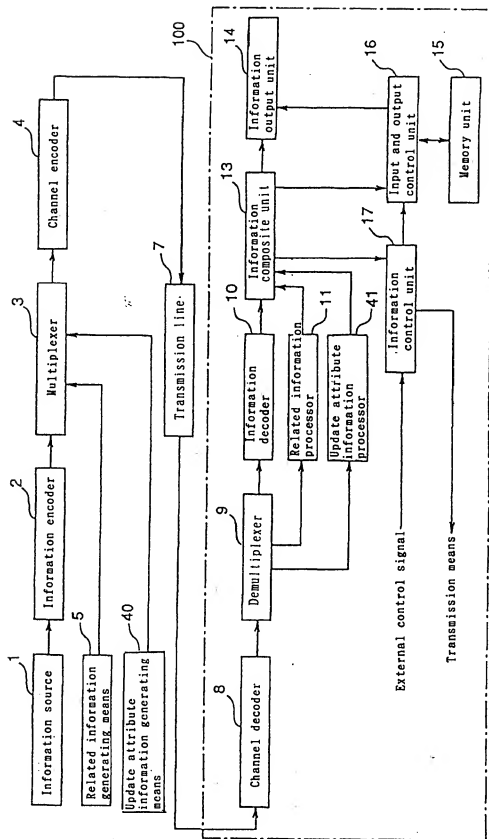 1
Information source
2
Information encoder
3
Multiplexer
4
Channel encoder
5
Related information
generating means
40
Update attribute
information generating
means
7
Transmission line
100
8
Channel decoder
9
Demultiplexer
10
Information
decoder
11
Related information
processor
41
Update attribute
information
processor
13
Information
composite unit
14
Information
output unit
17
Information
control unit
16
Input and output
control unit
15
Memory unit
External control signal
Transmission means